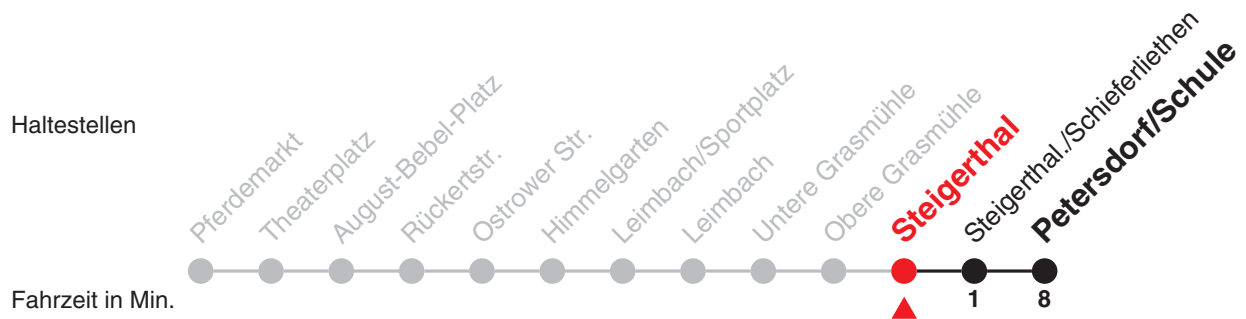 Haltestellen
Pferdemarkt
Theaterplatz
August-Bebel-Platz
Rückertstr.
Ostrower Str.
Himmelgarten
Leimbach/Sportplatz
Leimbach
Untere Grasmühle
Obere Grasmühle
Steigerthal
Steigerthal./Schieferliethen
Petersdorf/Schule
Fahrzeit in Min.
1
8